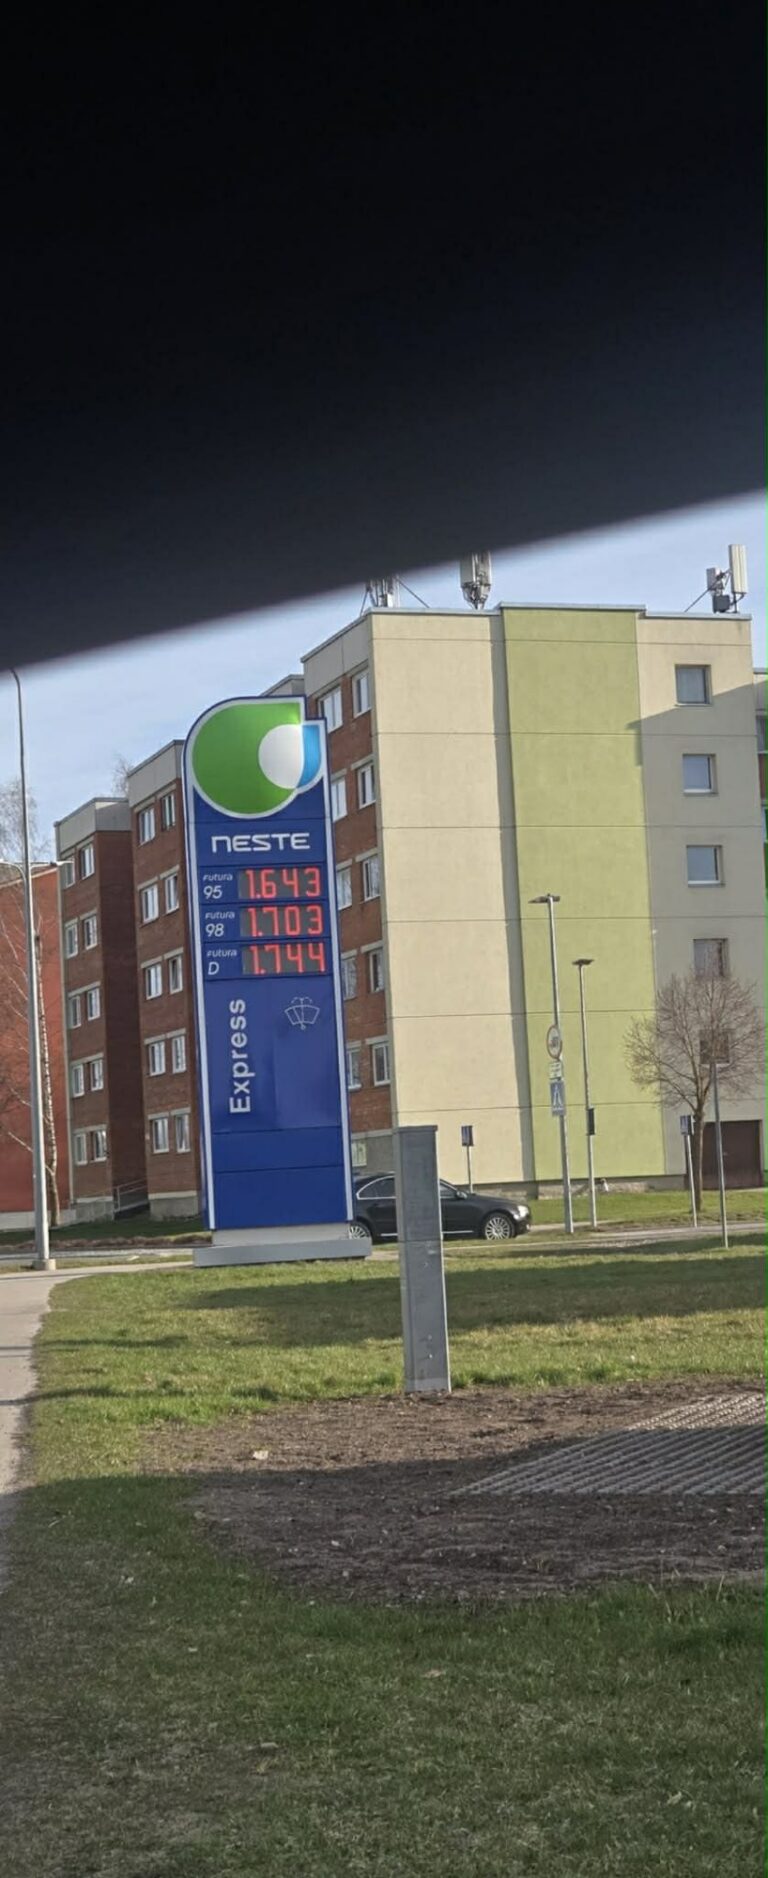 NESTE
Futura
95 1.643
Futura
98 1.703
Futura
D 1.744
Express